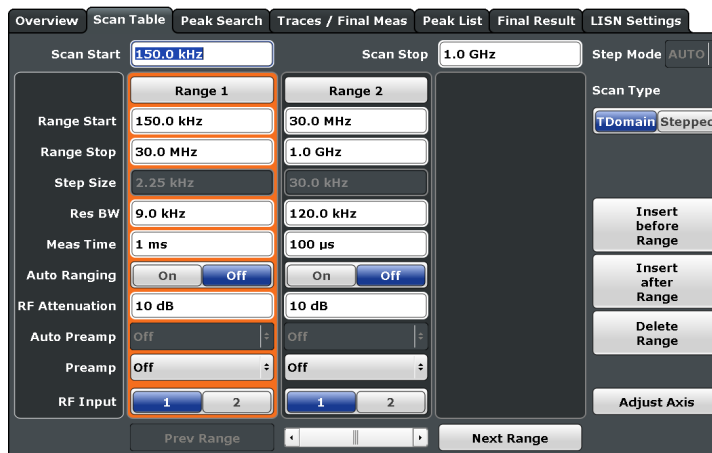 Overview Scan Table Peak Search Traces / Final Meas Peak List Final Result LISN Settings
Scan Start 150.0 kHz Scan Stop 1.0 GHz Step Mode AUTO
Range 1 Range 2 Scan Type
Range Start 150.0 kHz 30.0 MHz TDomain Stepped
Range Stop 30.0 MHz 1.0 GHz
Step Size 2.25 kHz 30.0 kHz
Res BW 9.0 kHz 120.0 kHz
Insert
before
Range
Meas Time 1 ms 100 µs
Auto Ranging On Off On Off
Insert
after
Range
RF Attenuation 10 dB 10 dB
Auto Preamp Off Off
Delete
Range
Preamp Off Off
RF Input 1 2 1 2 Adjust Axis
Prev Range Next Range